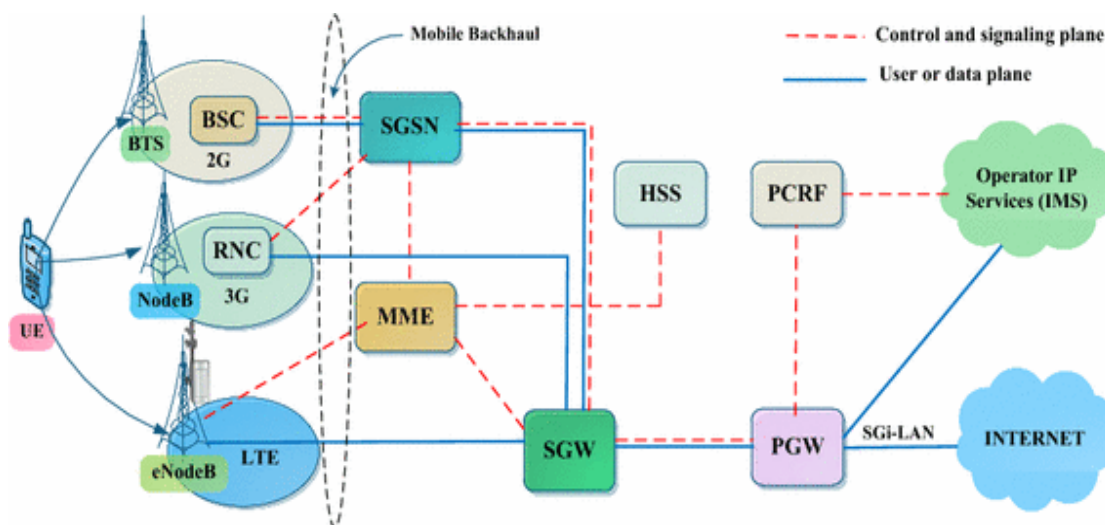 Mobile Backhaul
Control and signaling plane
User or data plane
BTS
BSC
2G
SGSN
HSS
PCRF
Operator IP
Services (IMS)
UE
NodeB
RNC
3G
MME
eNodeB
LTE
SGW
PGW
SGi-LAN
INTERNET